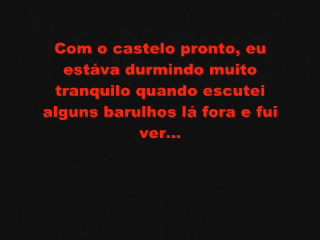 Com o castelo pronto, eu
estáva durmindo muito
tranquilo quando escutei
alguns barulhos lá fora e fui
ver...